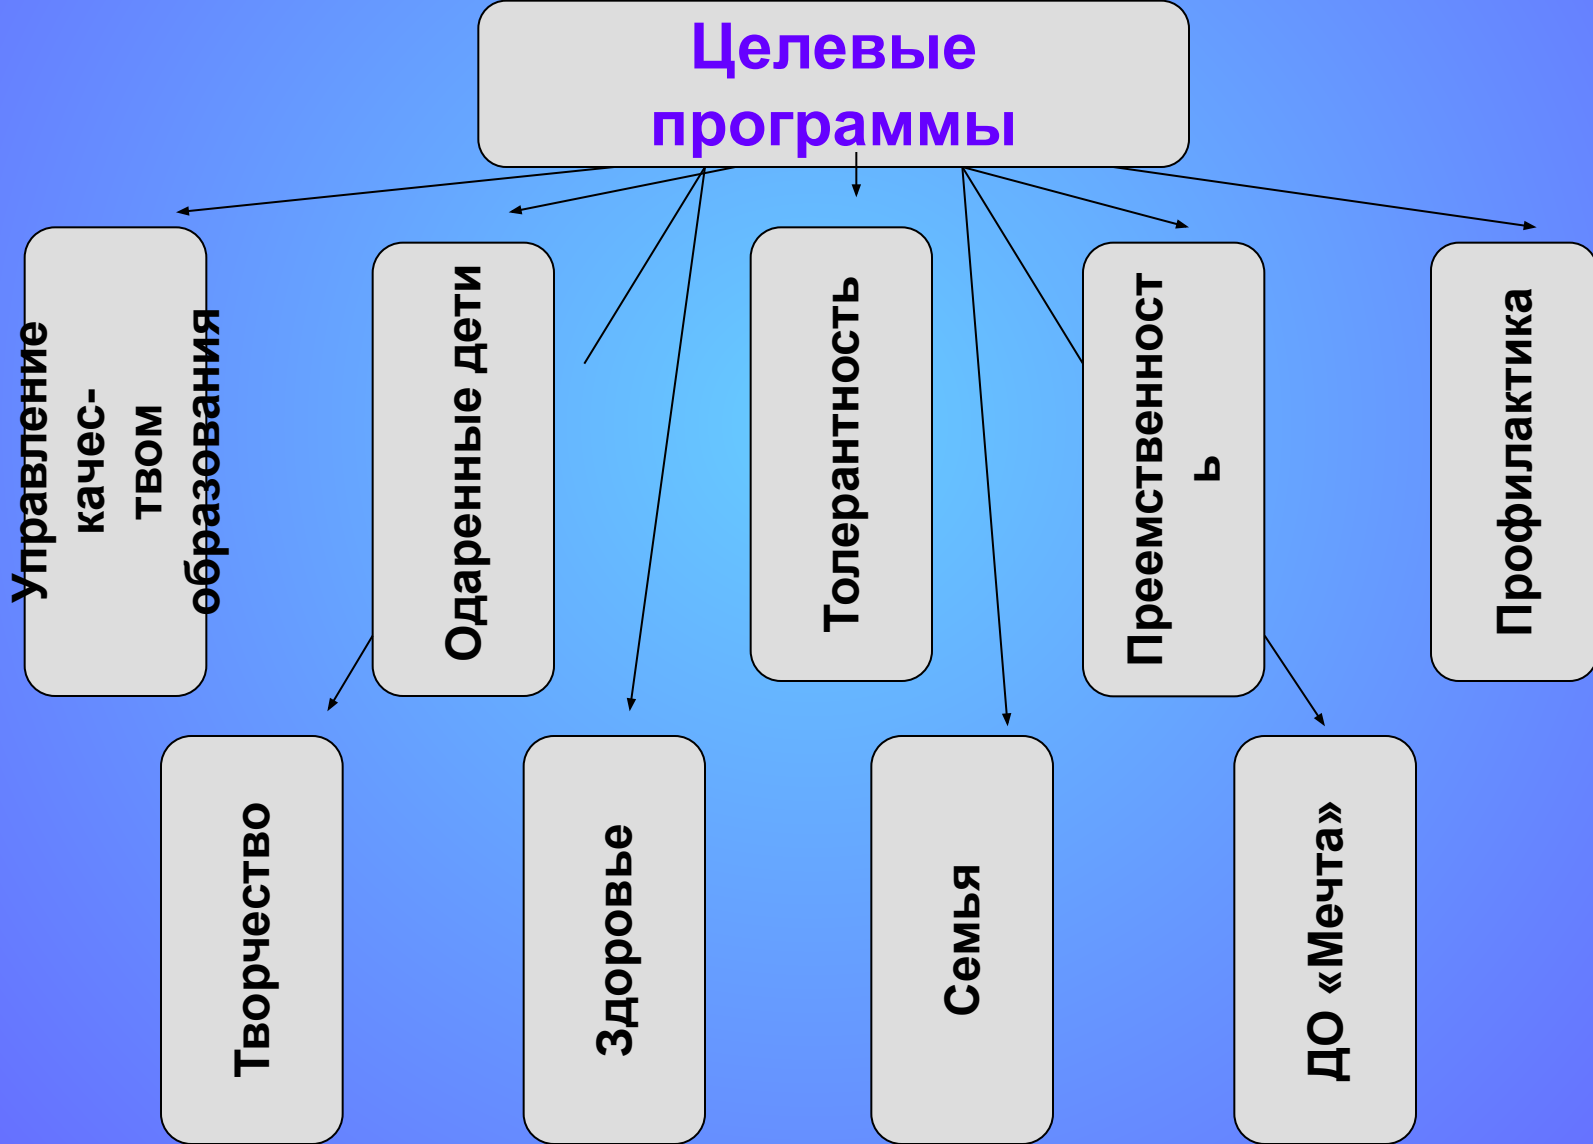 Целевые
программы
Управление
качес-
твом
образования
Одаренные дети
Толерантность
Преемственност
ь
Профилактика
Творчество
Здоровье
Семья
ДО «Мечта»